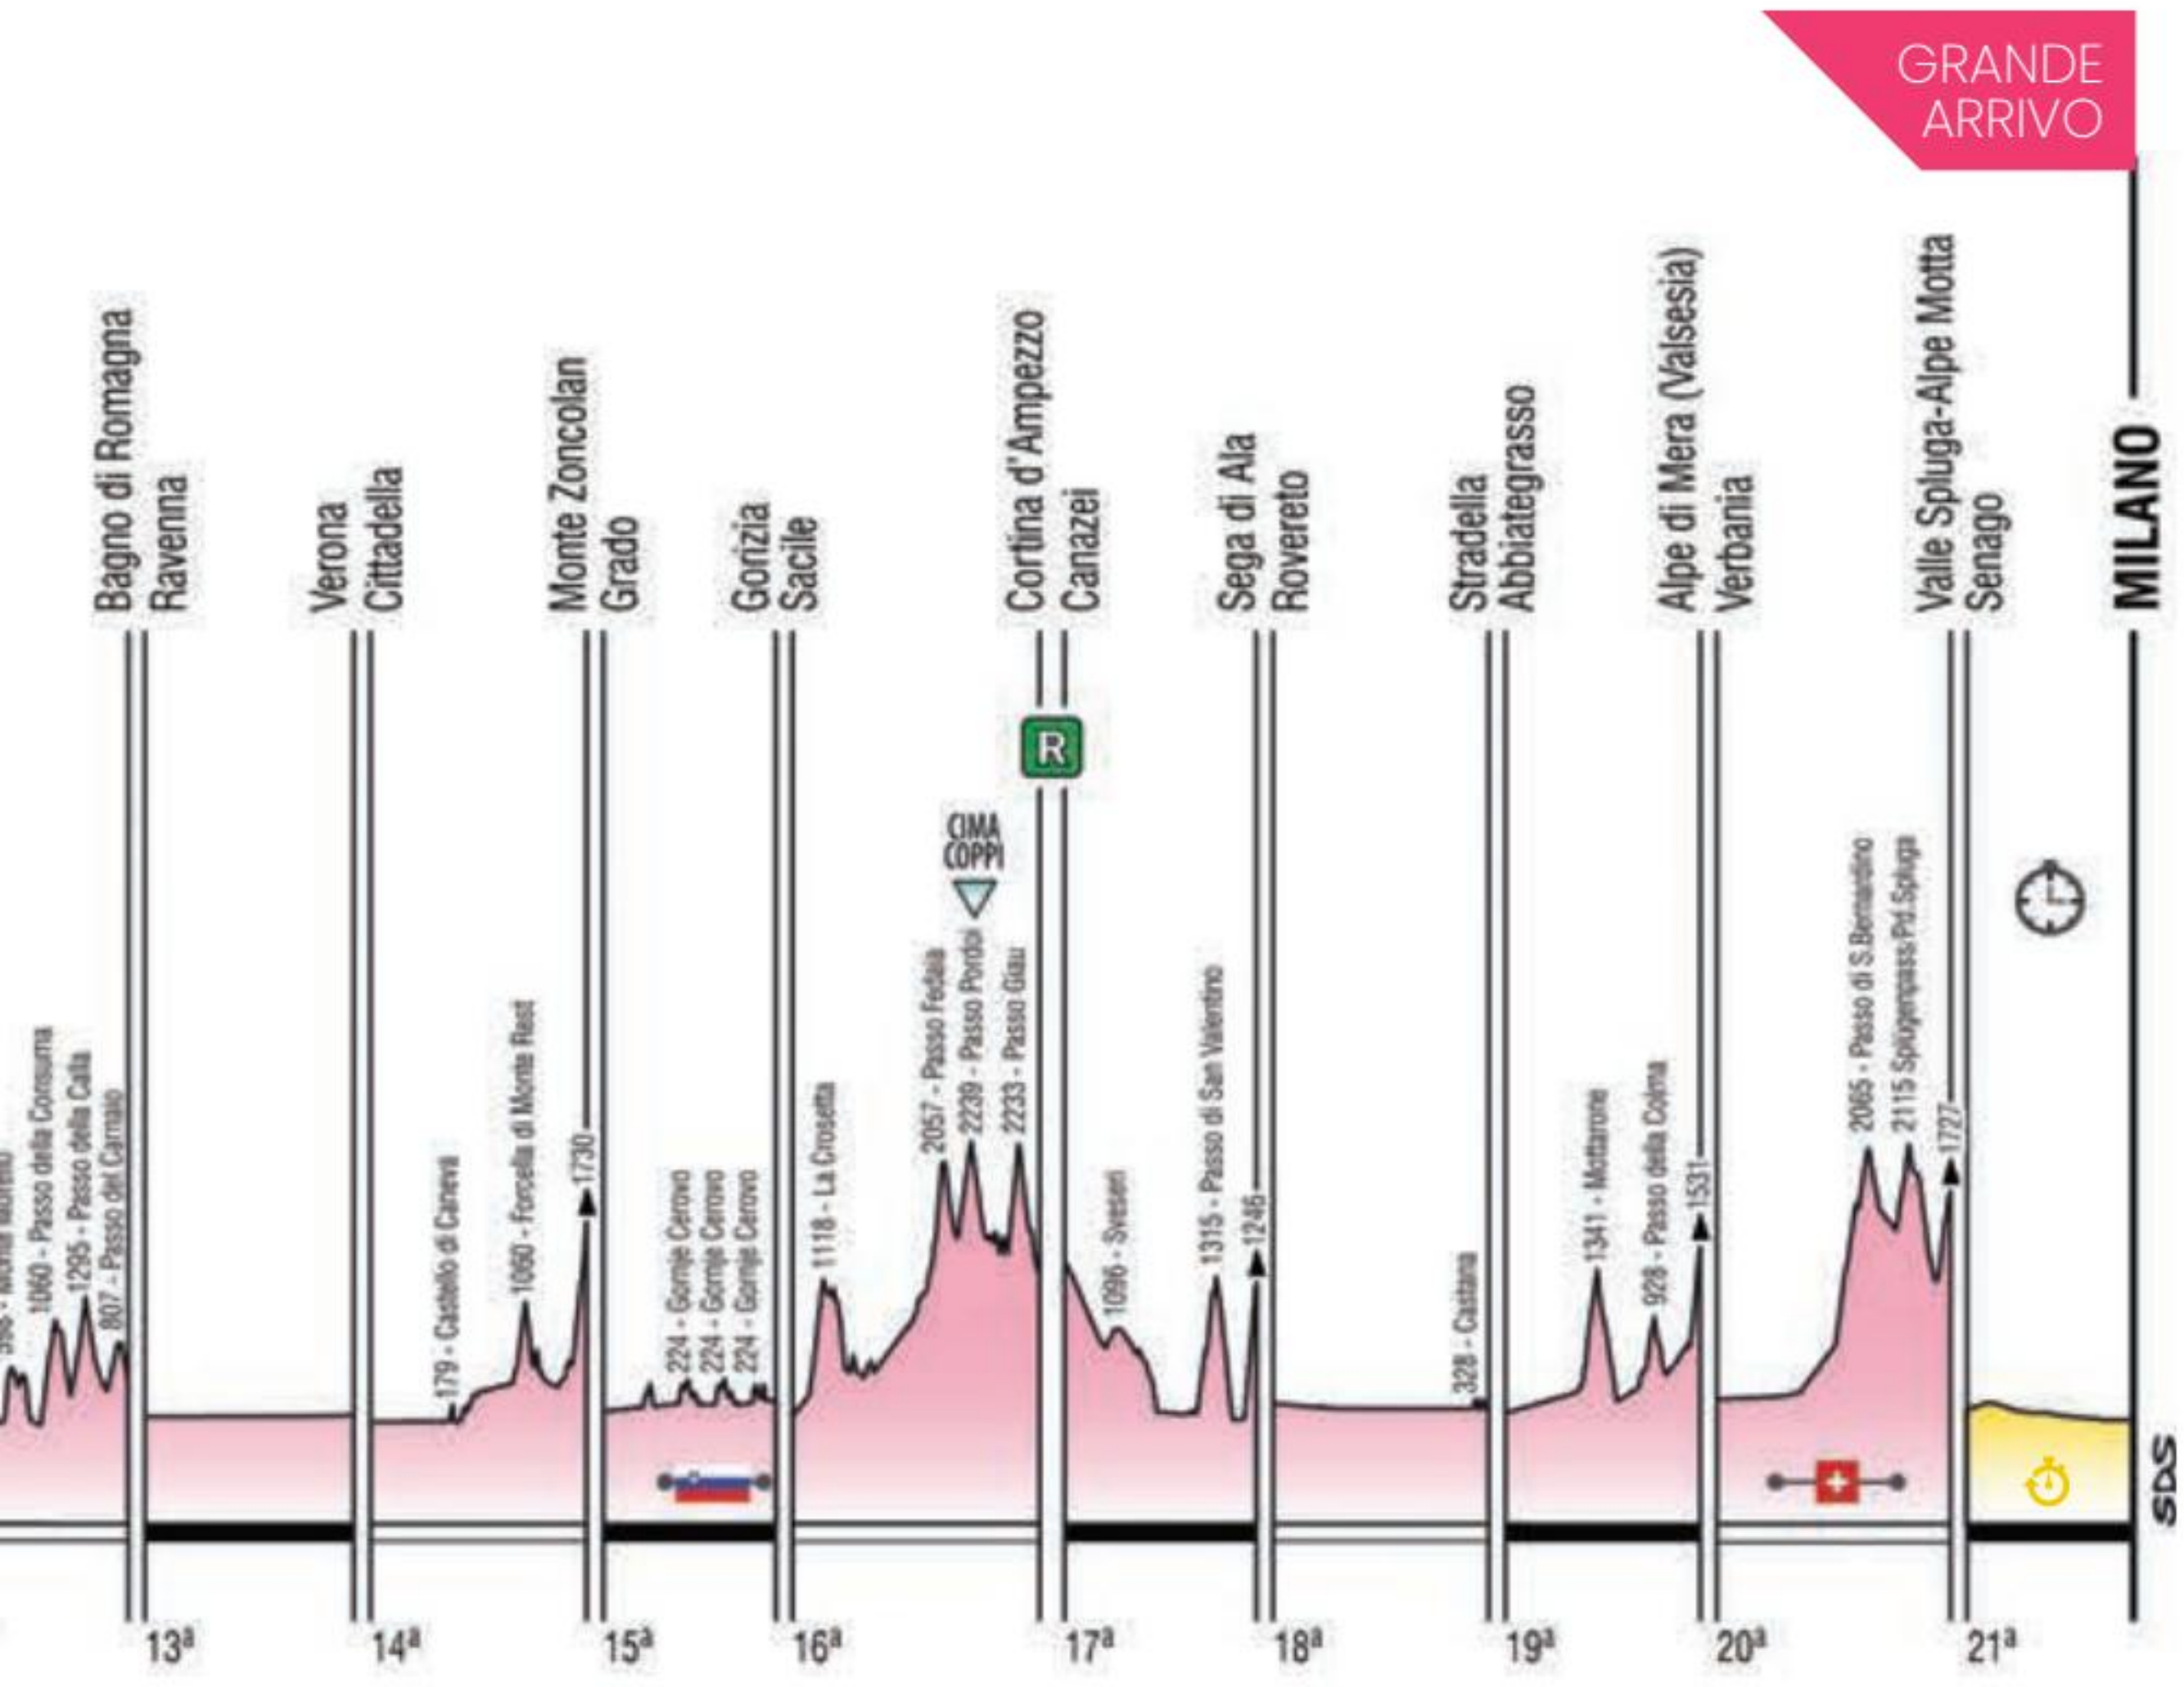 GRANDE
ARRIVO
Bagno di Romagna
Ravenna
Verona
Cittadella
Monte Zoncolan
Grado
Gorizia
Sacile
Cortina d'Ampezzo
Canazei
Sega di Ala
Rovereto
Stradella
Abbiategrasso
Alpe di Mera (Valsesia)
Verbania
Valle Spluga-Alpe Motta
Senago
MILANO
R
CIMA
COPPI
1060 - Passo della Consuma
1295 - Passo della Calla
807 - Passo del Carnaio
179 - Castello di Caneva
1060 - Forcella di Monte Rest
1730
224 - Gornje Cerovo
224 - Gornje Cerovo
224 - Gornje Cerovo
1118 - La Crosetta
2057 - Passo Fedaia
2239 - Passo Pordoi
2233 - Passo Giau
1096 - Sveseri
1315 - Passo di San Valentino
1246
328 - Castana
1341 - Mottarone
928 - Passo della Colma
1531
2065 - Passo di S.Bernardino
2115 Splügenpass/P.d.Spluga
1727
SDS
13ª
14ª
15ª
16ª
17ª
18ª
19ª
20ª
21ª